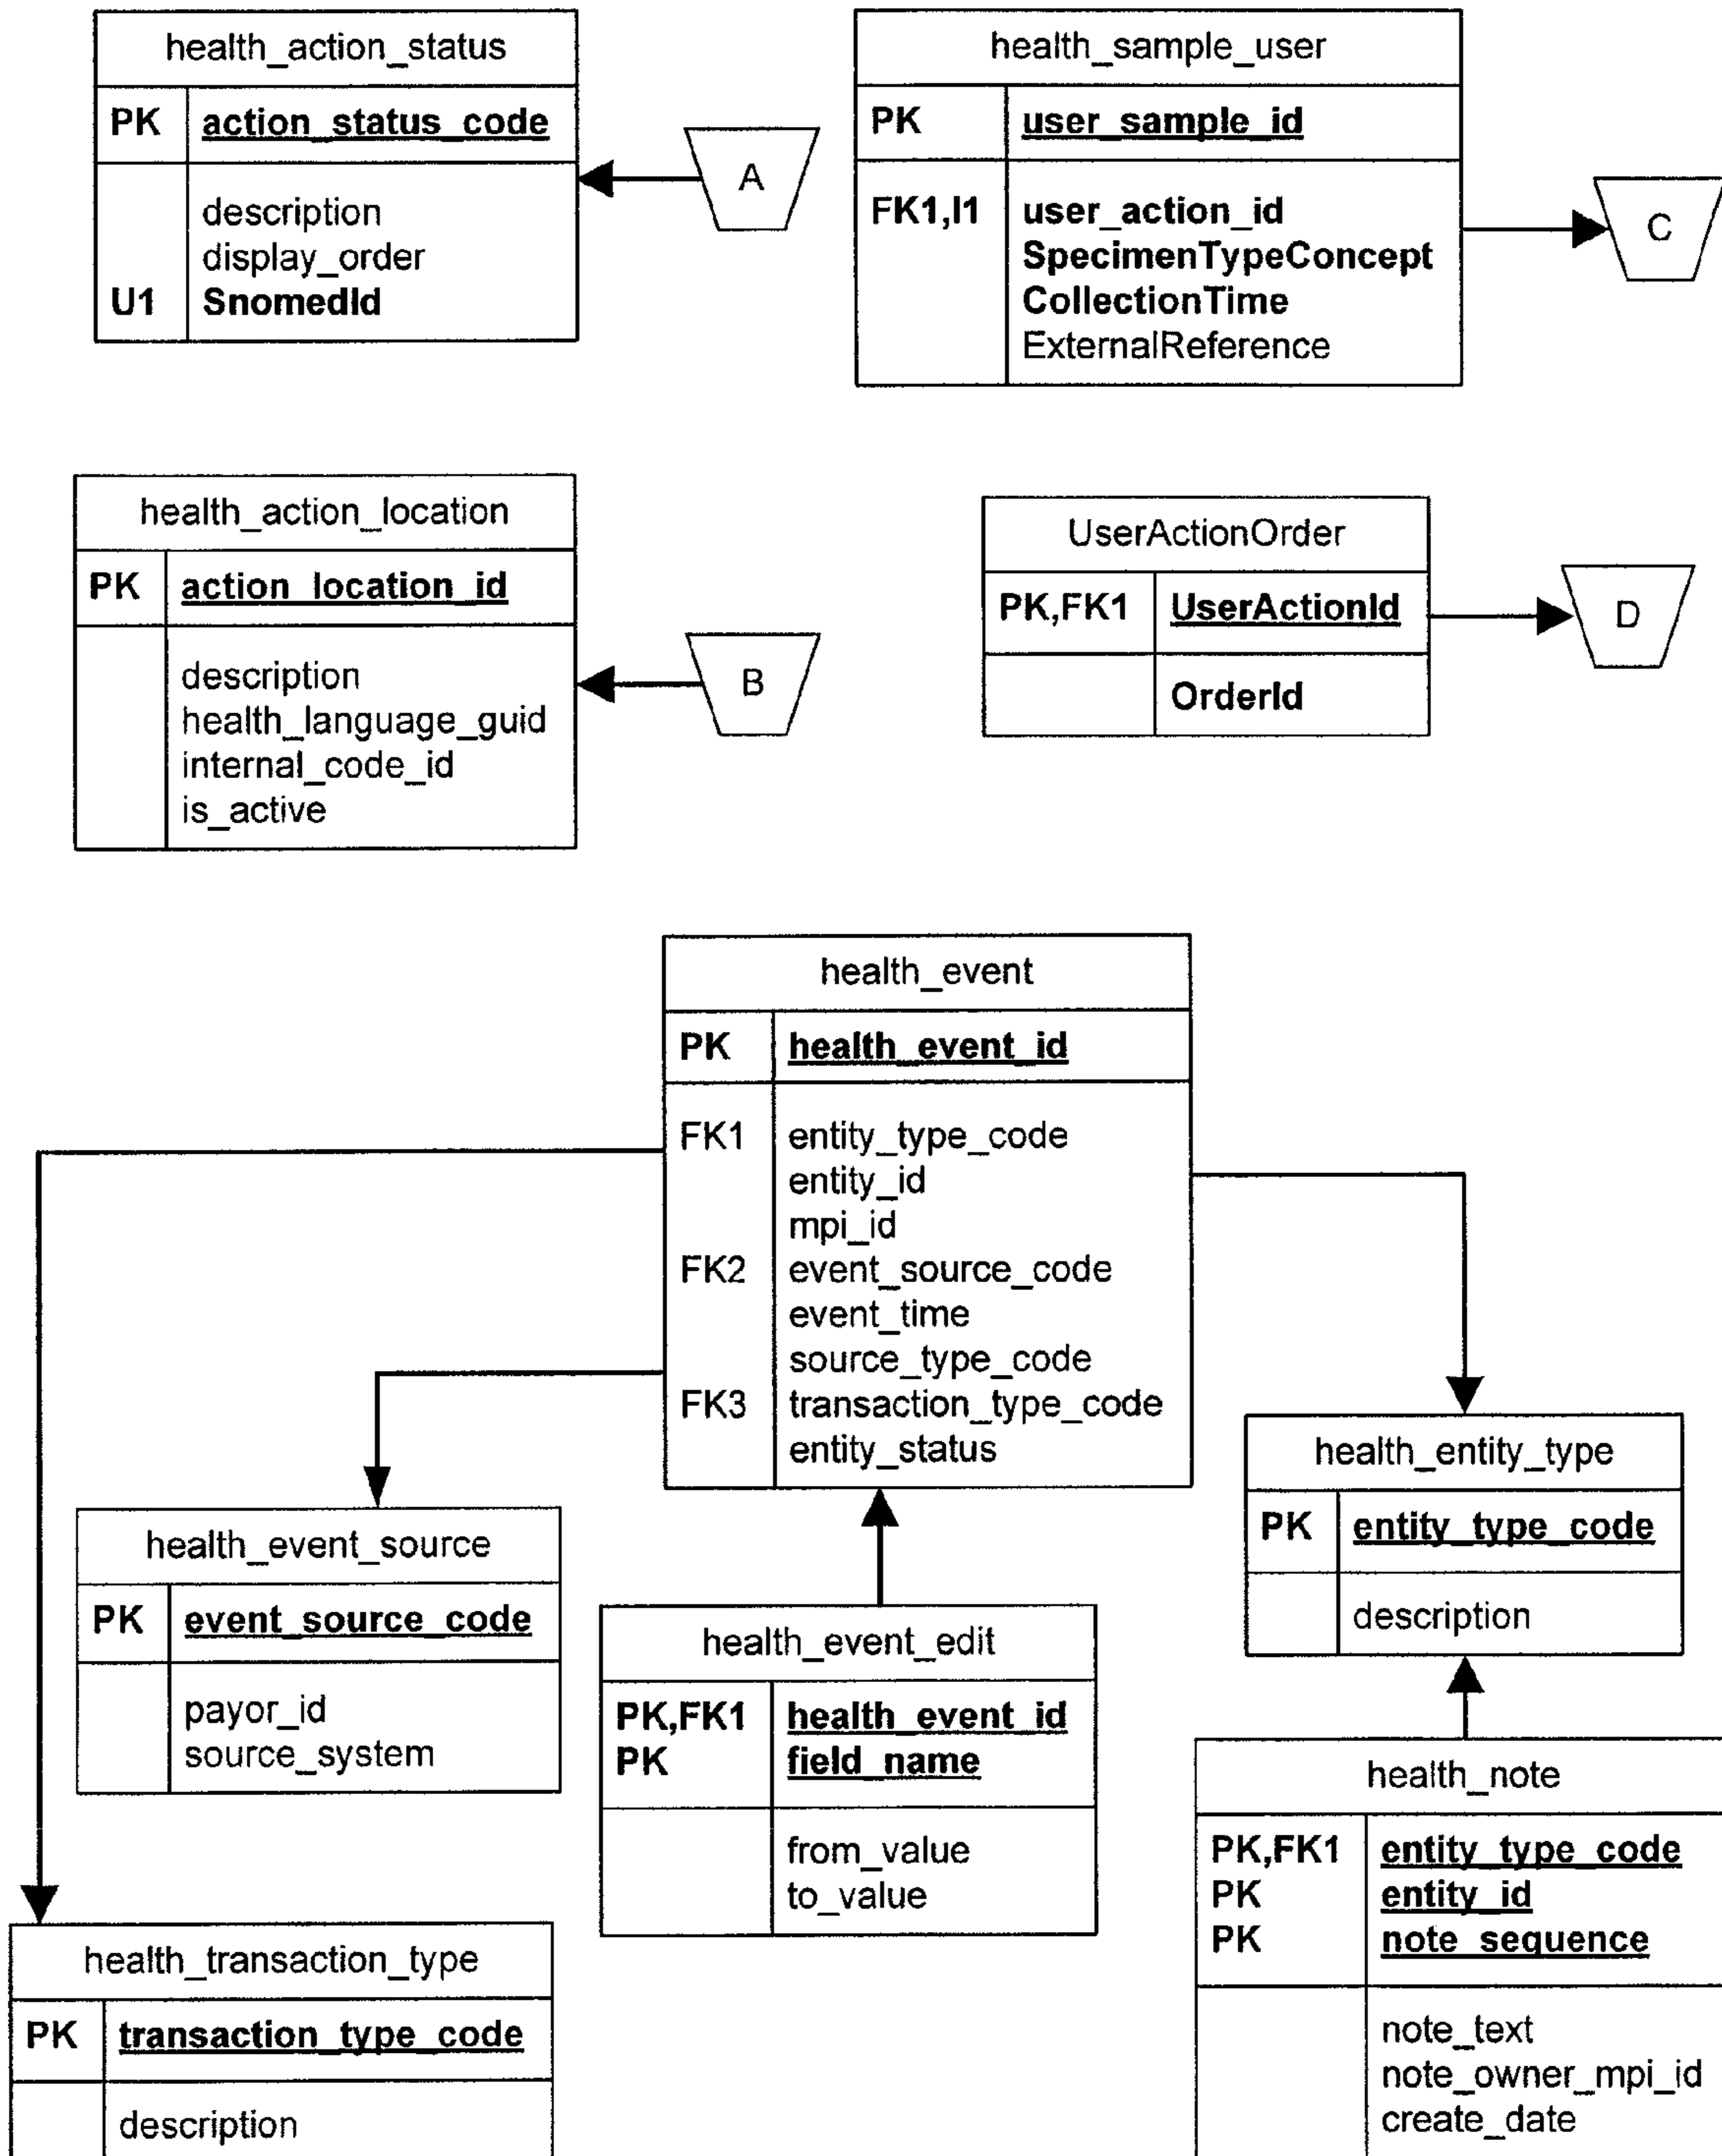 health_action_status
PK action_status_code
description
display_order
U1 SnomedId
A
health_sample_user
PK user_sample_id
FK1,I1 user_action_id
SpecimenTypeConcept
CollectionTime
ExternalReference
C
health_action_location
PK action_location_id
description
health_language_guid
internal_code_id
is_active
B
UserActionOrder
PK,FK1 UserActionId
OrderId
D
health_event
PK health_event_id
FK1 entity_type_code
entity_id
mpi_id
FK2 event_source_code
event_time
source_type_code
FK3 transaction_type_code
entity_status
health_event_source
PK event_source_code
payor_id
source_system
health_event_edit
PK,FK1 health_event_id
PK field_name
from_value
to_value
health_entity_type
PK entity_type_code
description
health_note
PK,FK1 entity_type_code
PK entity_id
PK note_sequence
note_text
note_owner_mpi_id
create_date
health_transaction_type
PK transaction_type_code
description